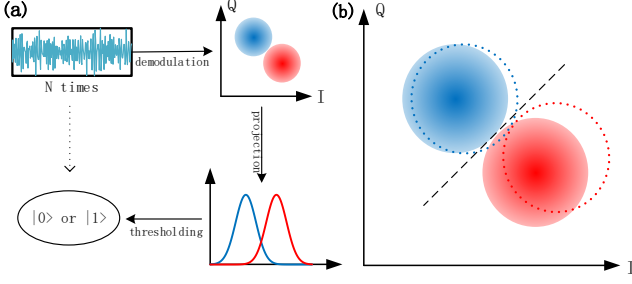 (a)
Q
demodulation
I
N times
projection
|0> or |1>
thresholding
(b)
Q
I